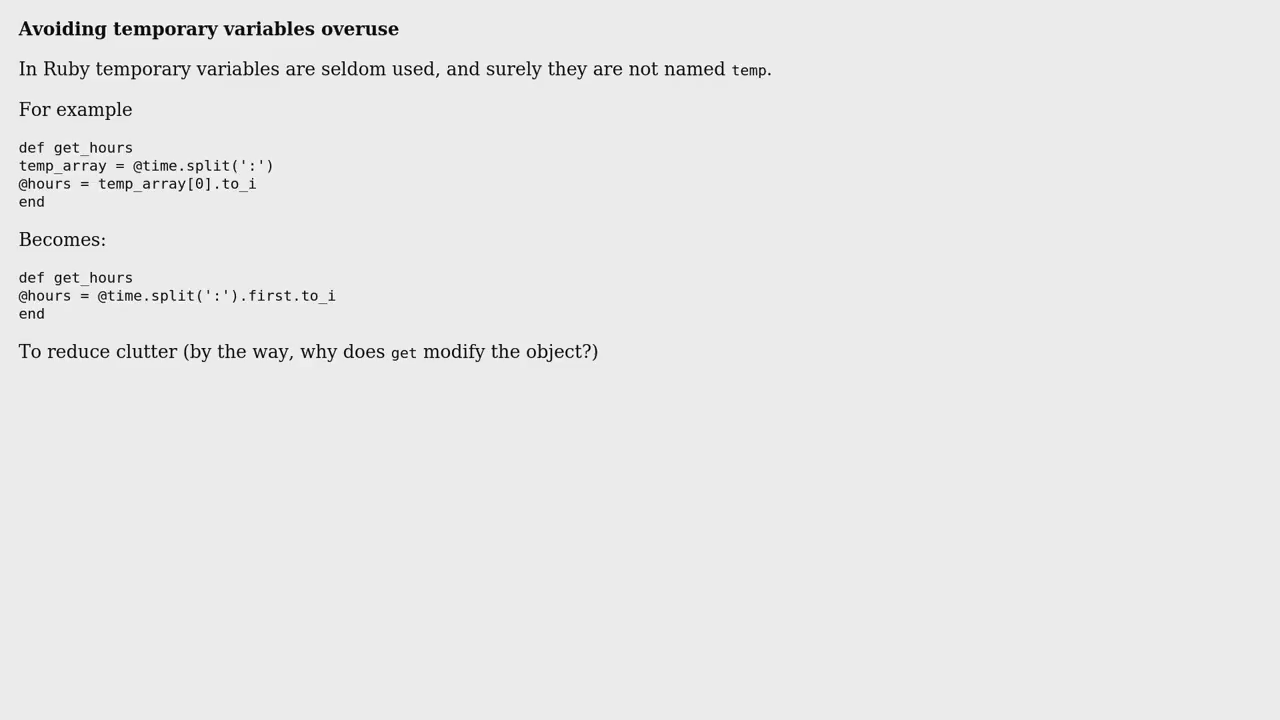 Avoiding temporary variables overuse
In Ruby temporary variables are seldom used, and surely they are not named temp.
For example
def get_hours
temp_array = @time.split(':')
@hours = temp_array[0].to_i
end
Becomes:
def get_hours
@hours = @time.split(':').first.to_i
end
To reduce clutter (by the way, why does get modify the object?)